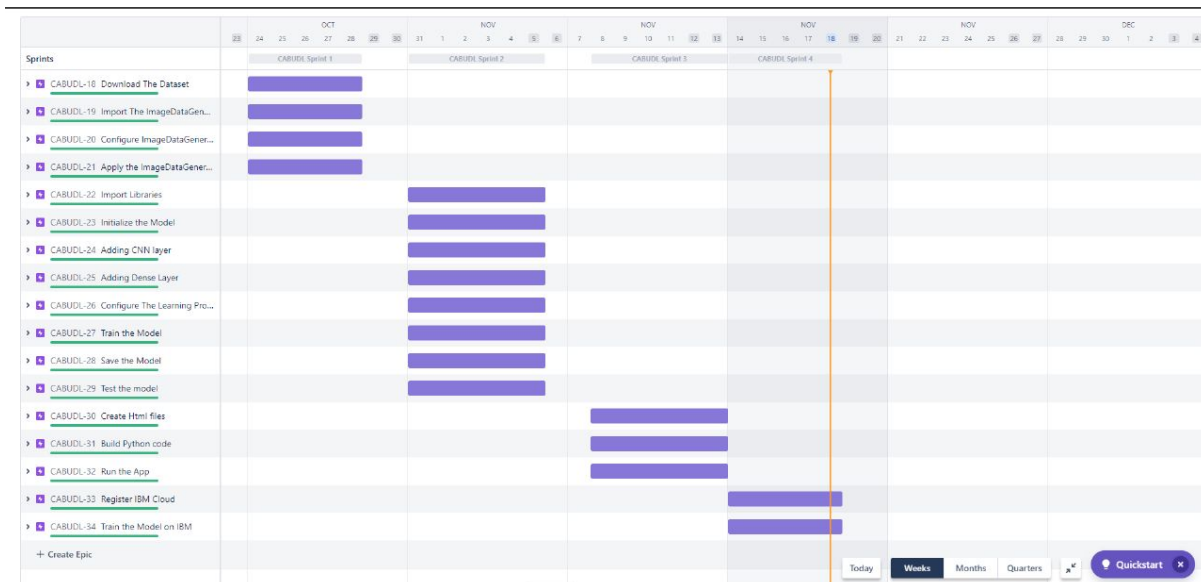 OCT NOV NOV NOV NOV DEC
23 24 25 26 27 28 29 30 31 1 2 3 4 5 6 7 8 9 10 11 12 13 14 15 16 17 18 19 20 21 22 23 24 25 26 27 28 29 30 1 2 3 4
Sprints CABUDL Sprint 1 CABUDL Sprint 2 CABUDL Sprint 3 CABUDL Sprint 4
CABUDL-18 Download The Dataset
CABUDL-19 Import The ImageDataGen...
CABUDL-20 Configure ImageDataGener...
CABUDL-21 Apply the ImageDataGener...
CABUDL-22 Import Libraries
CABUDL-23 Initialize the Model
CABUDL-24 Adding CNN layer
CABUDL-25 Adding Dense Layer
CABUDL-26 Configure The Learning Pro...
CABUDL-27 Train the Model
CABUDL-28 Save the Model
CABUDL-29 Test the model
CABUDL-30 Create Html files
CABUDL-31 Build Python code
CABUDL-32 Run the App
CABUDL-33 Register IBM Cloud
CABUDL-34 Train the Model on IBM
+ Create Epic
Today Weeks Months Quarters Quickstart